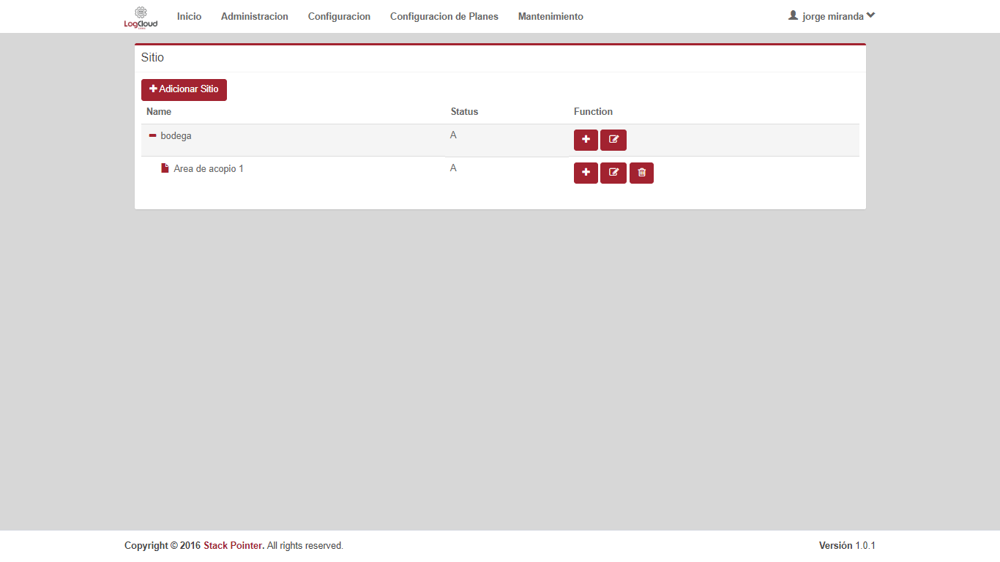 LogCloud Inicio Administracion Configuracion Configuracion de Planes Mantenimiento jorge miranda
Sitio
Adicionar Sitio
Name Status Function
bodega A
Area de acopio 1 A
Copyright © 2016 Stack Pointer. All rights reserved. Versión 1.0.1